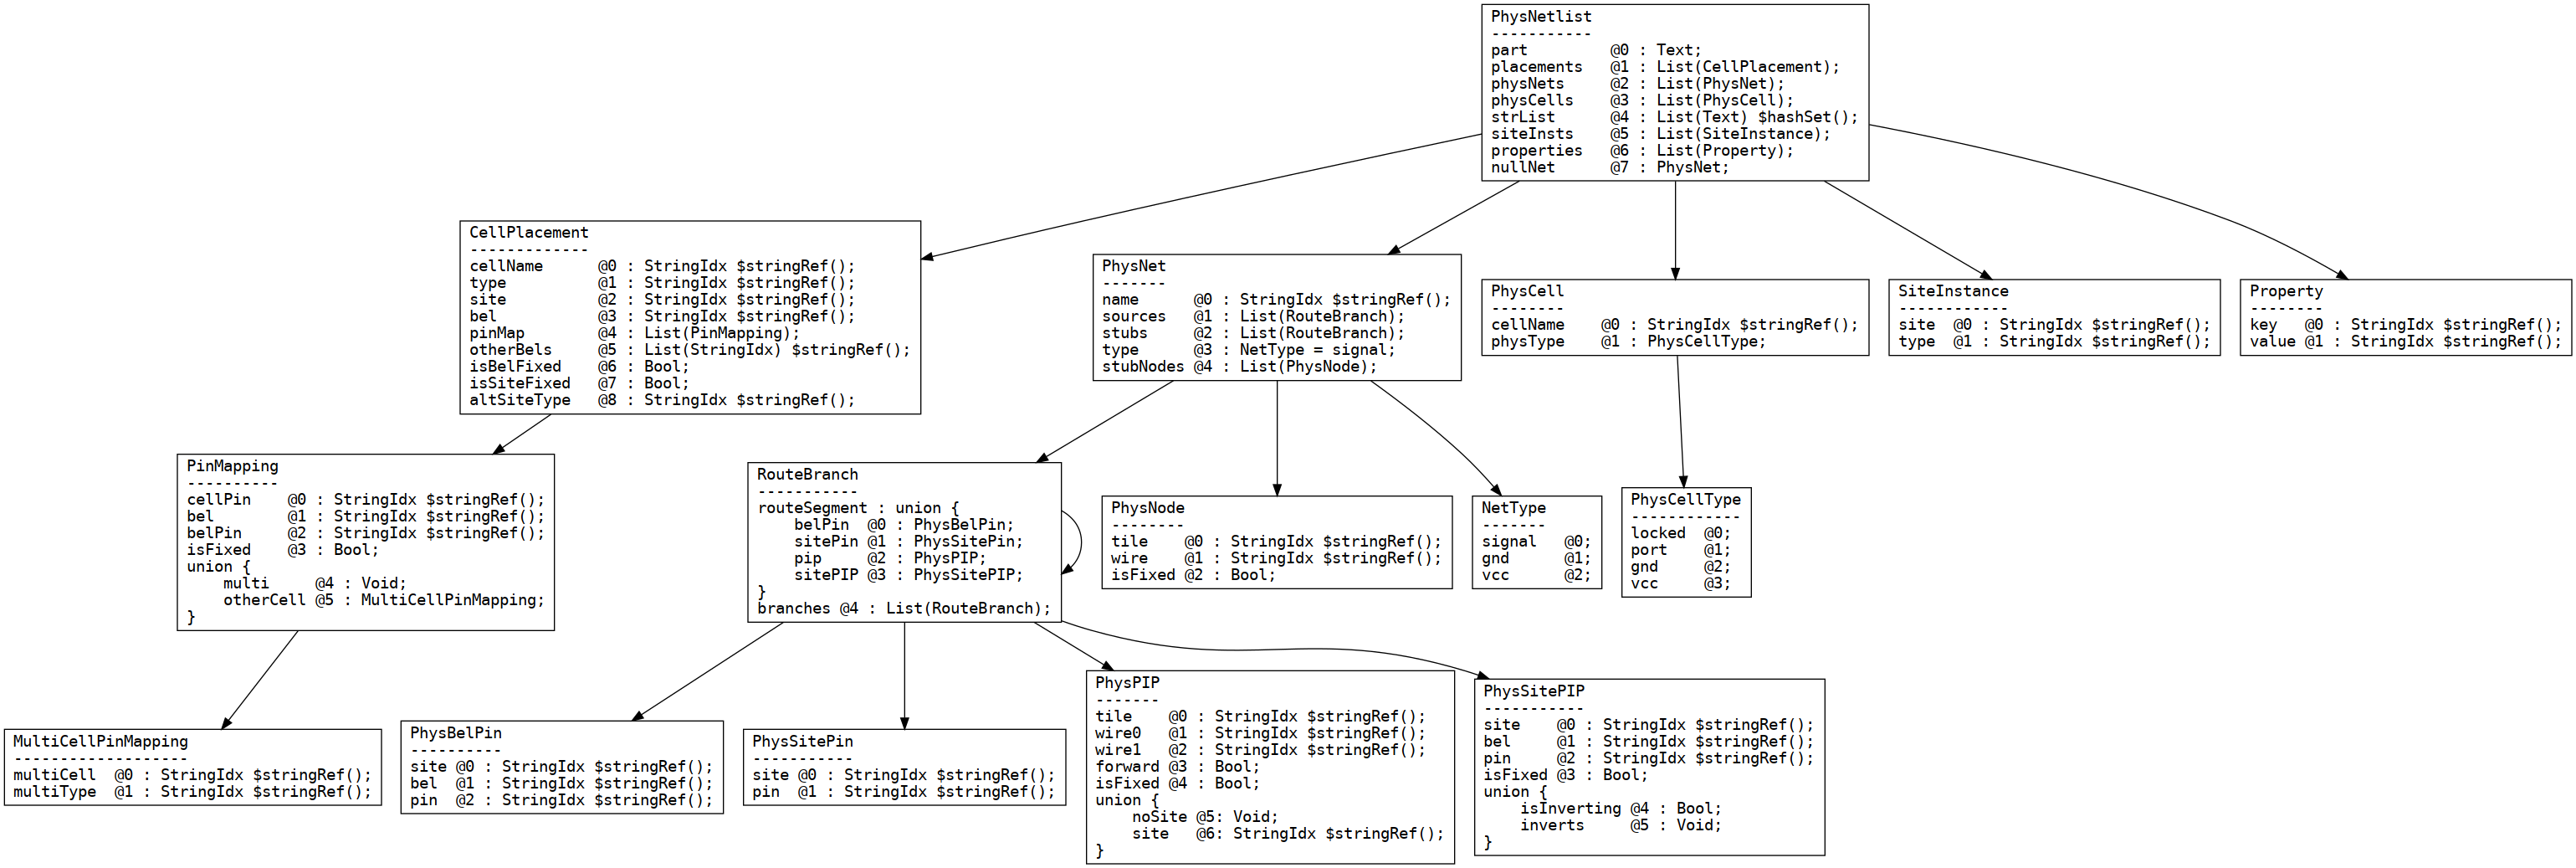 PhysNetlist
-----------
part         @0 : Text;
placements   @1 : List(CellPlacement);
physNets     @2 : List(PhysNet);
physCells    @3 : List(PhysCell);
strList      @4 : List(Text) $hashSet();
siteInsts    @5 : List(SiteInstance);
properties   @6 : List(Property);
nullNet      @7 : PhysNet;
CellPlacement
-------------
cellName      @0 : StringIdx $stringRef();
type          @1 : StringIdx $stringRef();
site          @2 : StringIdx $stringRef();
bel           @3 : StringIdx $stringRef();
pinMap        @4 : List(PinMapping);
otherBels     @5 : List(StringIdx) $stringRef();
isBelFixed    @6 : Bool;
isSiteFixed   @7 : Bool;
altSiteType   @8 : StringIdx $stringRef();
PhysNet
-------
name      @0 : StringIdx $stringRef();
sources   @1 : List(RouteBranch);
stubs     @2 : List(RouteBranch);
type      @3 : NetType = signal;
stubNodes @4 : List(PhysNode);
PhysCell
--------
cellName    @0 : StringIdx $stringRef();
physType    @1 : PhysCellType;
SiteInstance
------------
site  @0 : StringIdx $stringRef();
type  @1 : StringIdx $stringRef();
Property
--------
key   @0 : StringIdx $stringRef();
value @1 : StringIdx $stringRef();
PinMapping
----------
cellPin    @0 : StringIdx $stringRef();
bel        @1 : StringIdx $stringRef();
belPin     @2 : StringIdx $stringRef();
isFixed    @3 : Bool;
union {
    multi     @4 : Void;
    otherCell @5 : MultiCellPinMapping;
}
RouteBranch
-----------
routeSegment : union {
    belPin  @0 : PhysBelPin;
    sitePin @1 : PhysSitePin;
    pip     @2 : PhysPIP;
    sitePIP @3 : PhysSitePIP;
}
branches @4 : List(RouteBranch);
PhysNode
--------
tile    @0 : StringIdx $stringRef();
wire    @1 : StringIdx $stringRef();
isFixed @2 : Bool;
NetType
-------
signal   @0;
gnd      @1;
vcc      @2;
PhysCellType
------------
locked  @0;
port    @1;
gnd     @2;
vcc     @3;
MultiCellPinMapping
-------------------
multiCell  @0 : StringIdx $stringRef();
multiType  @1 : StringIdx $stringRef();
PhysBelPin
----------
site @0 : StringIdx $stringRef();
bel  @1 : StringIdx $stringRef();
pin  @2 : StringIdx $stringRef();
PhysSitePin
-----------
site @0 : StringIdx $stringRef();
pin  @1 : StringIdx $stringRef();
PhysPIP
-------
tile    @0 : StringIdx $stringRef();
wire0   @1 : StringIdx $stringRef();
wire1   @2 : StringIdx $stringRef();
forward @3 : Bool;
isFixed @4 : Bool;
union {
    noSite @5: Void;
    site   @6: StringIdx $stringRef();
}
PhysSitePIP
-----------
site    @0 : StringIdx $stringRef();
bel     @1 : StringIdx $stringRef();
pin     @2 : StringIdx $stringRef();
isFixed @3 : Bool;
union {
    isInverting @4 : Bool;
    inverts     @5 : Void;
}